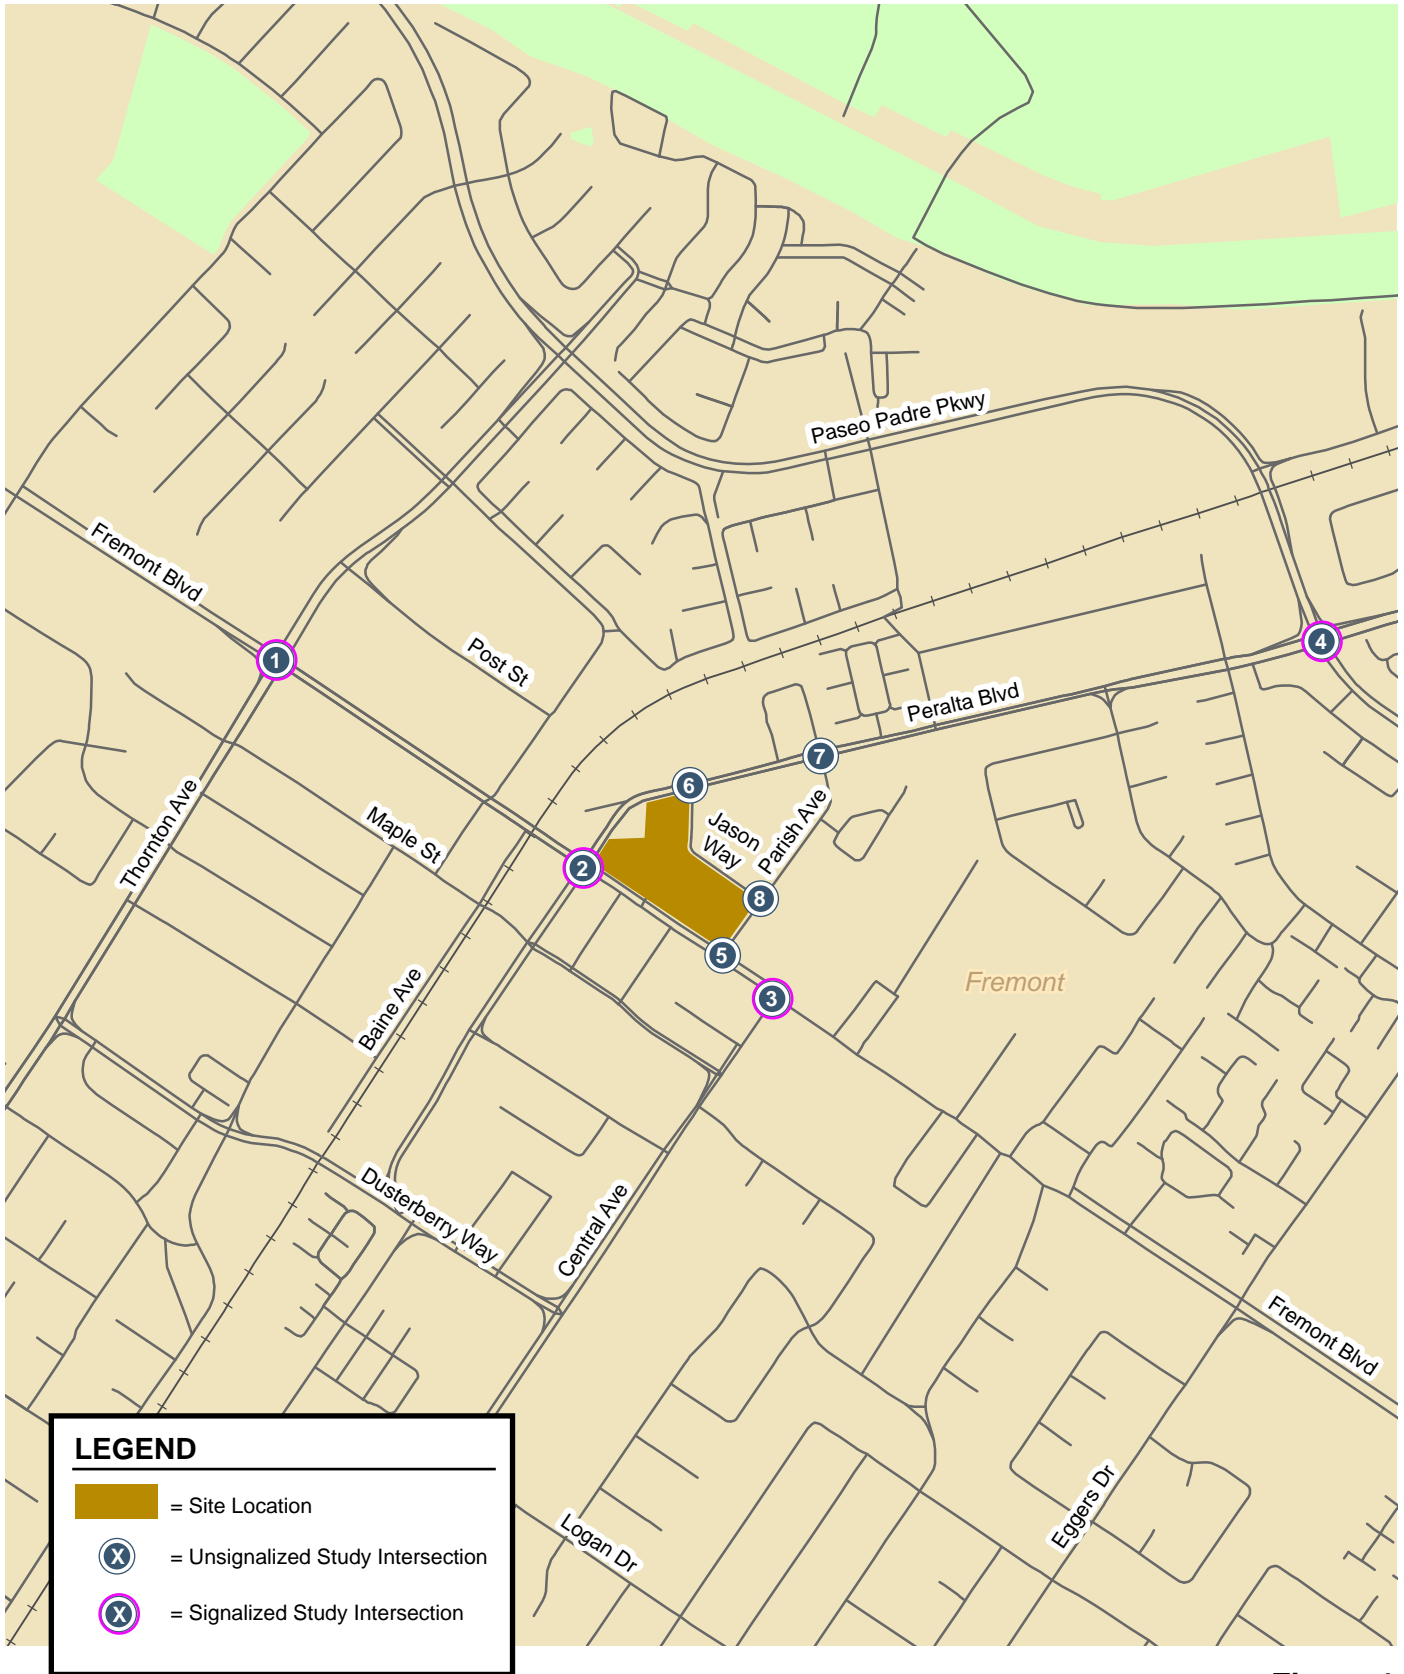 Paseo Padre Pkwy
Fremont Blvd
1
Post St
4
Peralta Blvd
7
6
Thornton Ave
Maple St
Jason
Way
Parish Ave
2
8
5
3
Fremont
Baine Ave
Dusterberry Way
Central Ave
Fremont Blvd
Logan Dr
Eggers Dr
LEGEND
= Site Location
X = Unsignalized Study Intersection
X = Signalized Study Intersection